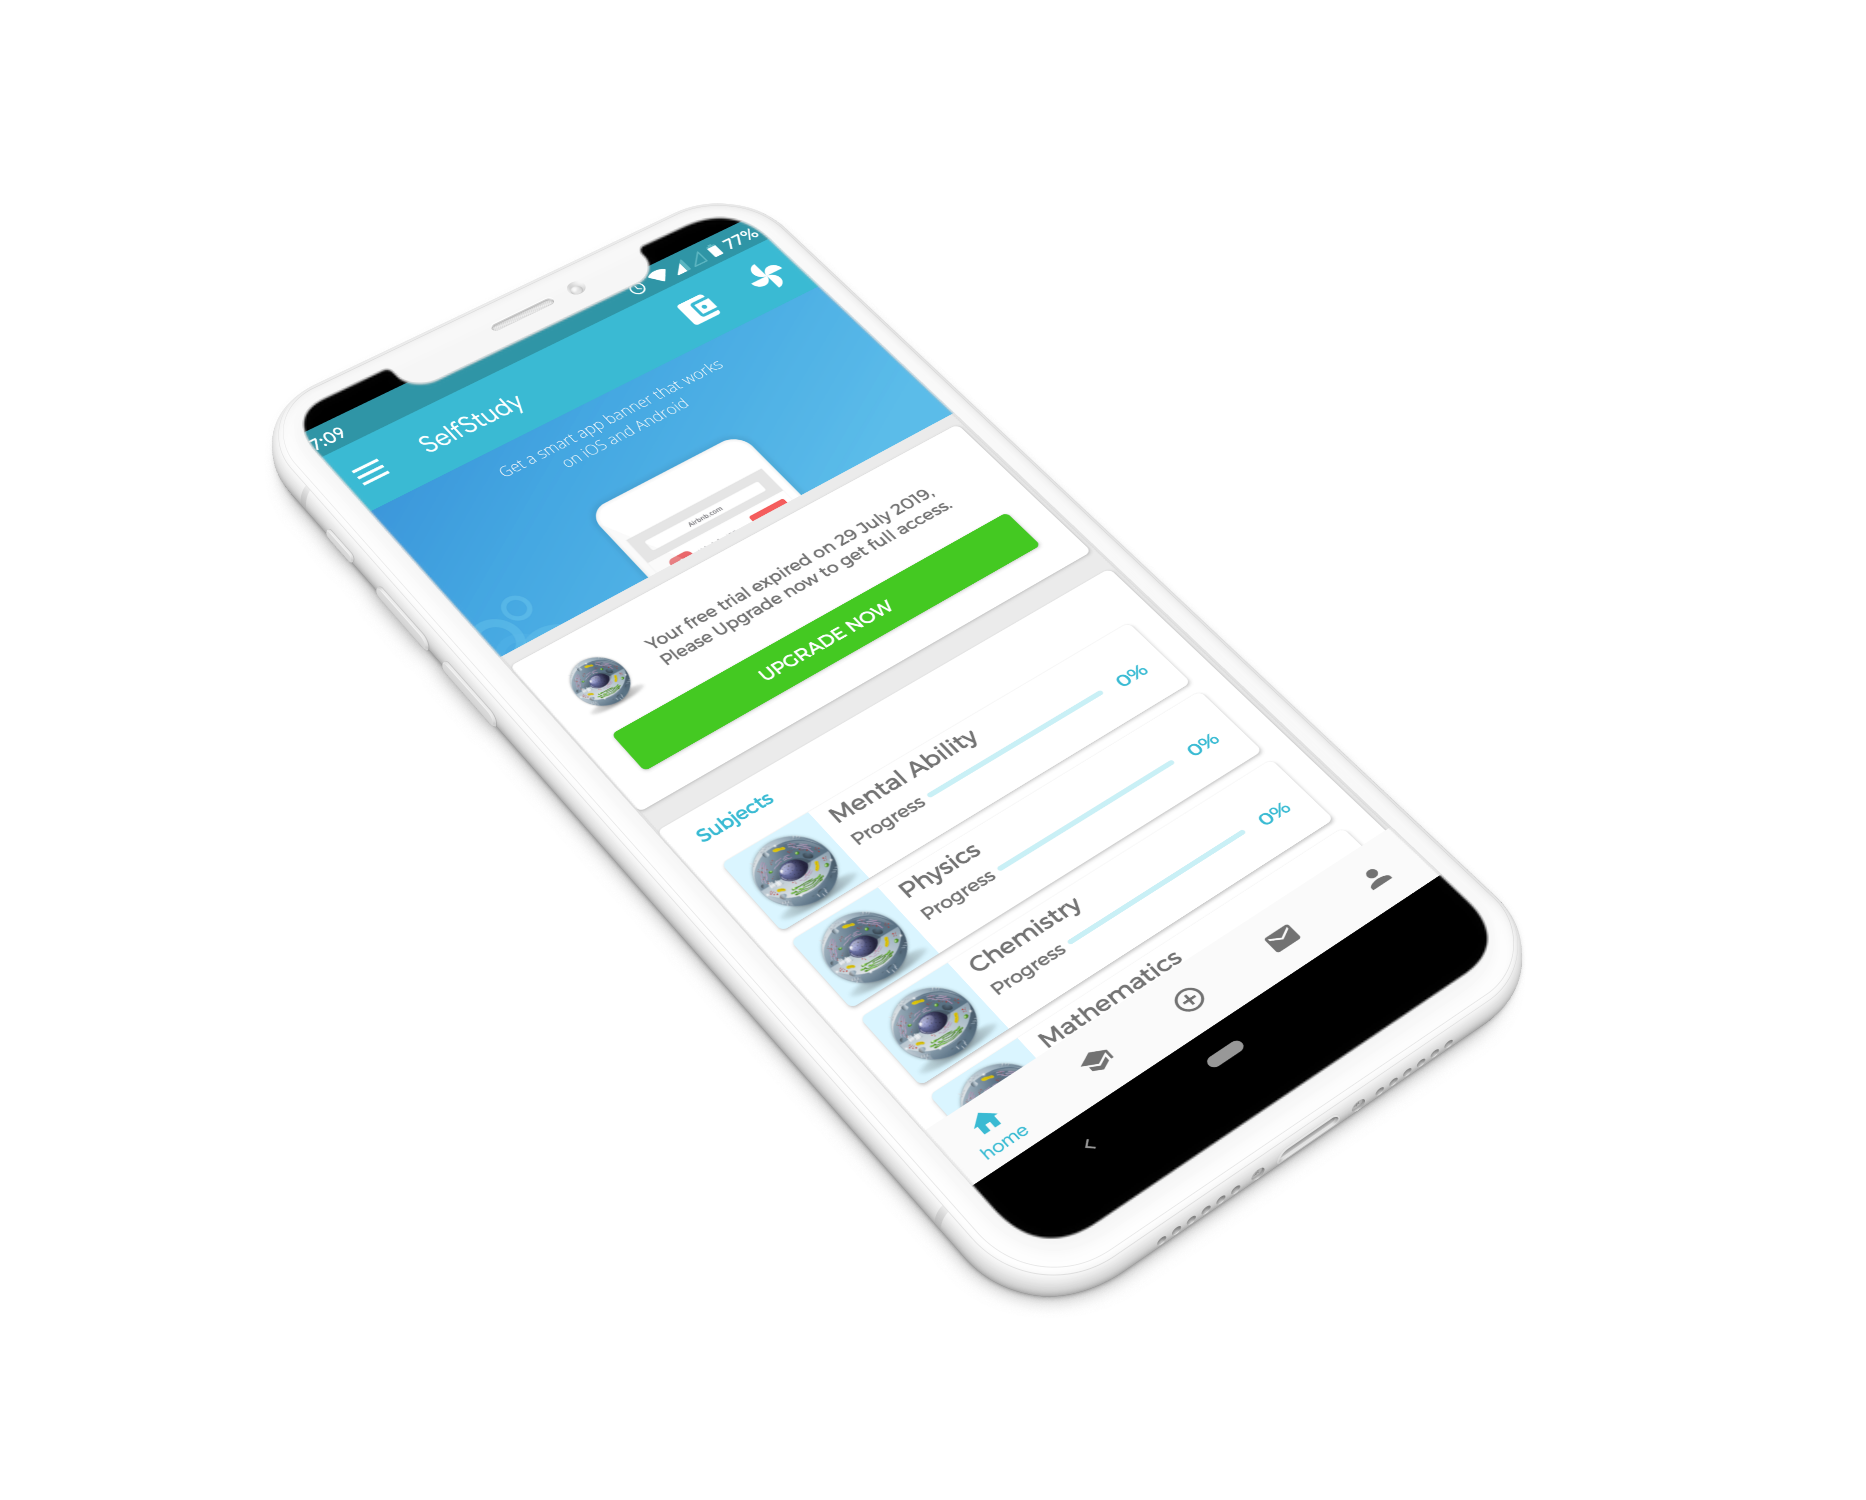 7:09
77%
SelfStudy
Get a smart app banner that works
on iOS and Android
Airbnb.com
Your free trial expired on 29 July 2019,
Please Upgrade now to get full access.
UPGRADE NOW
Subjects
Mental Ability
Progress
0%
Physics
Progress
0%
Chemistry
Progress
0%
Mathematics
home